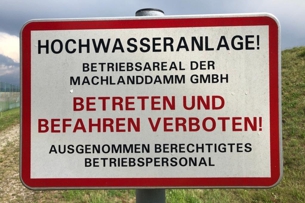 HOCHWASSERANLAGE!
BETRIEBSAREAL DER
MACHLANDDAMM GMBH
BETRETEN UND
BEFAHREN VERBOTEN!
AUSGENOMMEN BERECHTIGTES
BETRIEBSPERSONAL